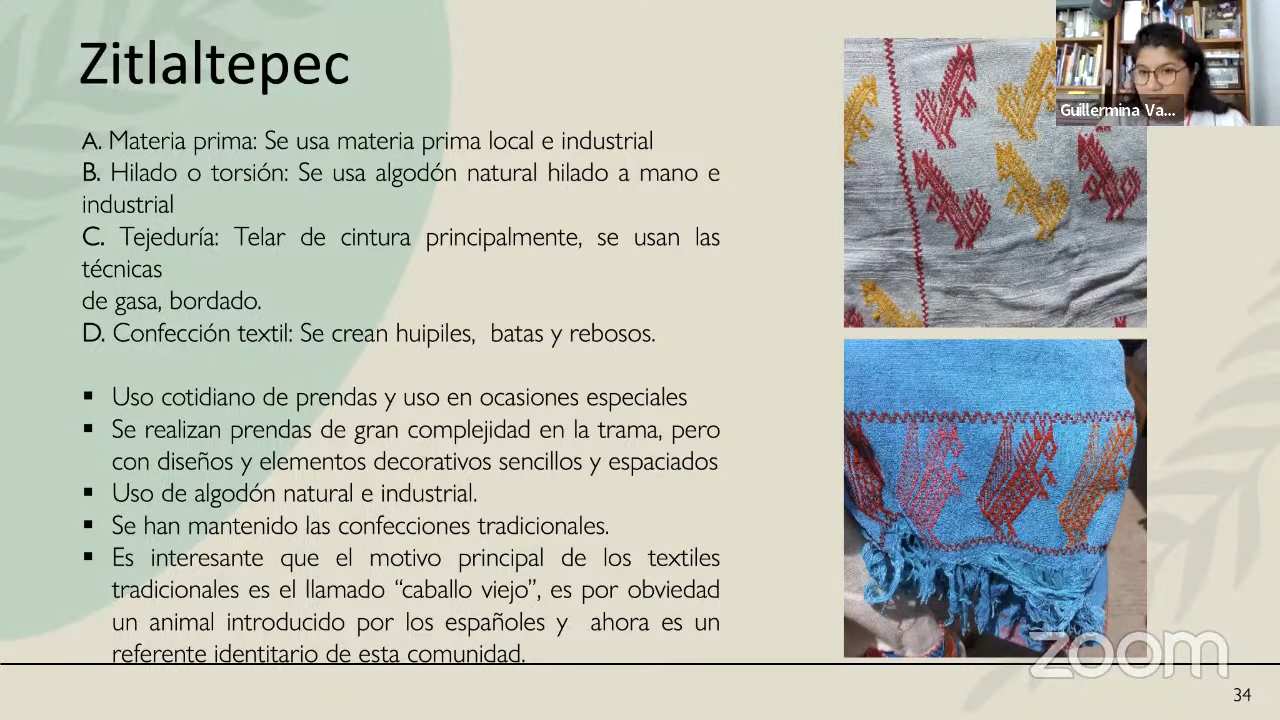 Zitlaltepec
Guillermina Va...
A. Materia prima: Se usa materia prima local e industrial
B. Hilado o torsión: Se usa algodón natural hilado a mano e
industrial
C. Tejeduría: Telar de cintura principalmente, se usan las
técnicas
de gasa, bordado.
D. Confección textil: Se crean huipiles, batas y rebosos.
▪ Uso cotidiano de prendas y uso en ocasiones especiales
▪ Se realizan prendas de gran complejidad en la trama, pero
con diseños y elementos decorativos sencillos y espaciados
▪ Uso de algodón natural e industrial.
▪ Se han mantenido las confecciones tradicionales.
▪ Es interesante que el motivo principal de los textiles
tradicionales es el llamado “caballo viejo”, es por obviedad
un animal introducido por los españoles y ahora es un
referente identitario de esta comunidad.
zoom
34